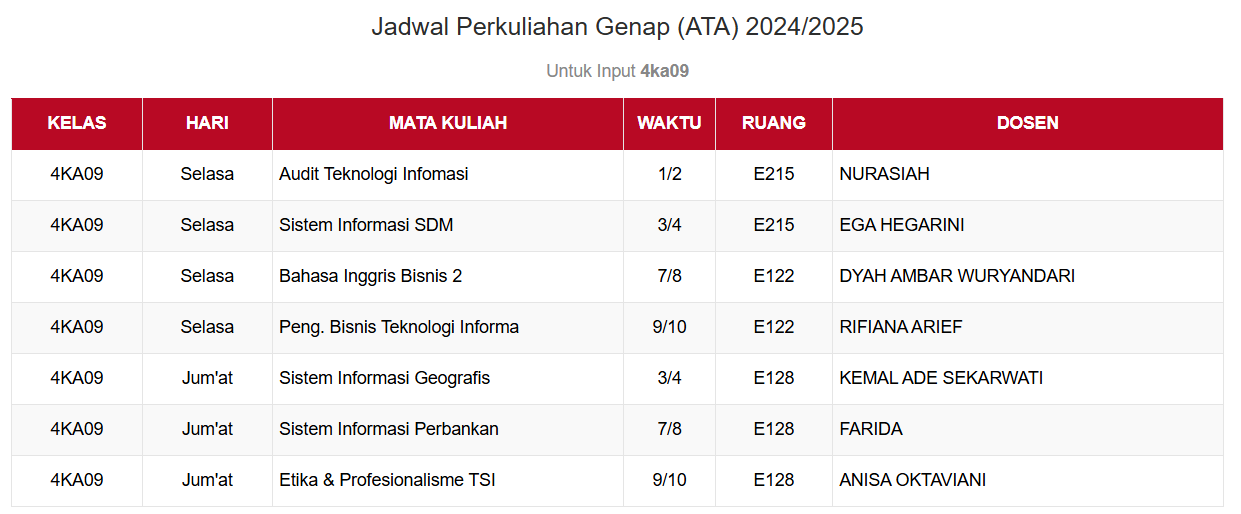 Jadwal Perkuliahan Genap (ATA) 2024/2025
Untuk Input 4ka09
KELAS HARI MATA KULIAH WAKTU RUANG DOSEN
4KA09 Selasa Audit Teknologi Infomasi 1/2 E215 NURASIAH
4KA09 Selasa Sistem Informasi SDM 3/4 E215 EGA HEGARINI
4KA09 Selasa Bahasa Inggris Bisnis 2 7/8 E122 DYAH AMBAR WURYANDARI
4KA09 Selasa Peng. Bisnis Teknologi Informa 9/10 E122 RIFIANA ARIEF
4KA09 Jum'at Sistem Informasi Geografis 3/4 E128 KEMAL ADE SEKARWATI
4KA09 Jum'at Sistem Informasi Perbankan 7/8 E128 FARIDA
4KA09 Jum'at Etika & Profesionalisme TSI 9/10 E128 ANISA OKTAVIANI